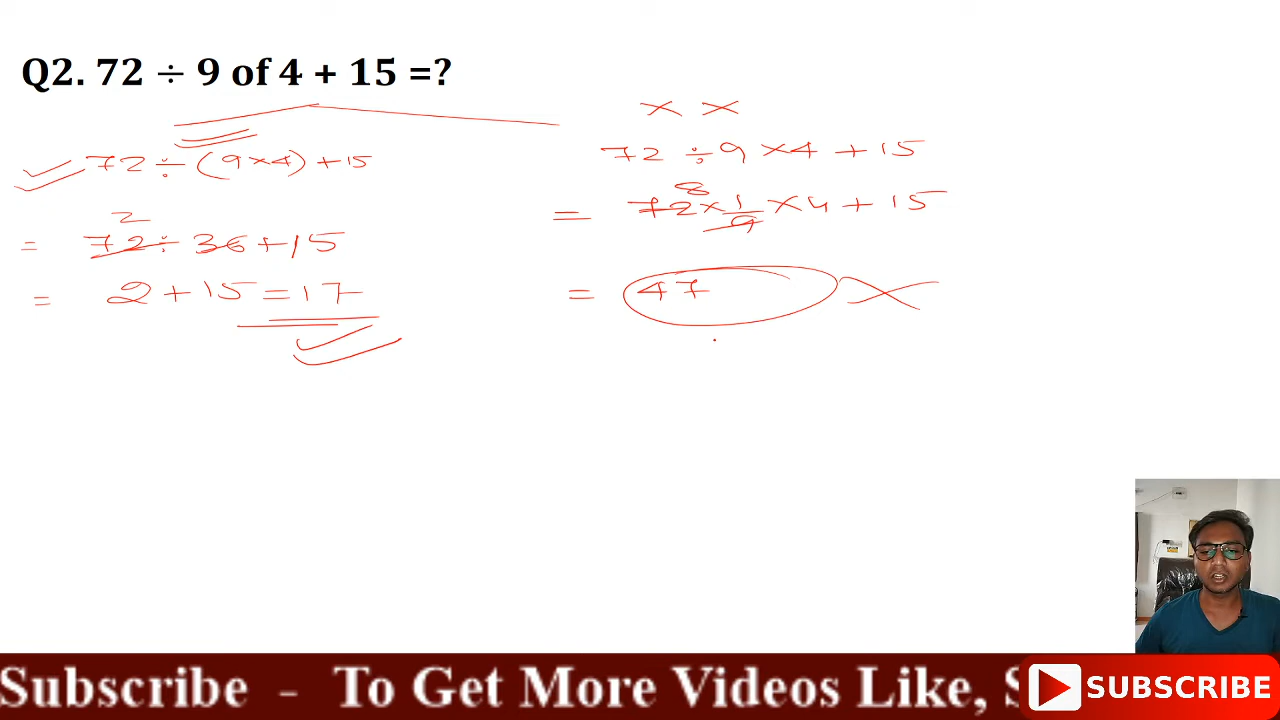 Q2. 72 ÷ 9 of 4 + 15 =?
72 ÷ (9×4) +15
2
= 72 ÷ 36 +15
= 2+15 =17
× ×
72 ÷9 ×4 +15
8
= 72 × 1/9 ×4 + 15
= 47 ×
Subscribe - To Get More Videos Like, S
SUBSCRIBE